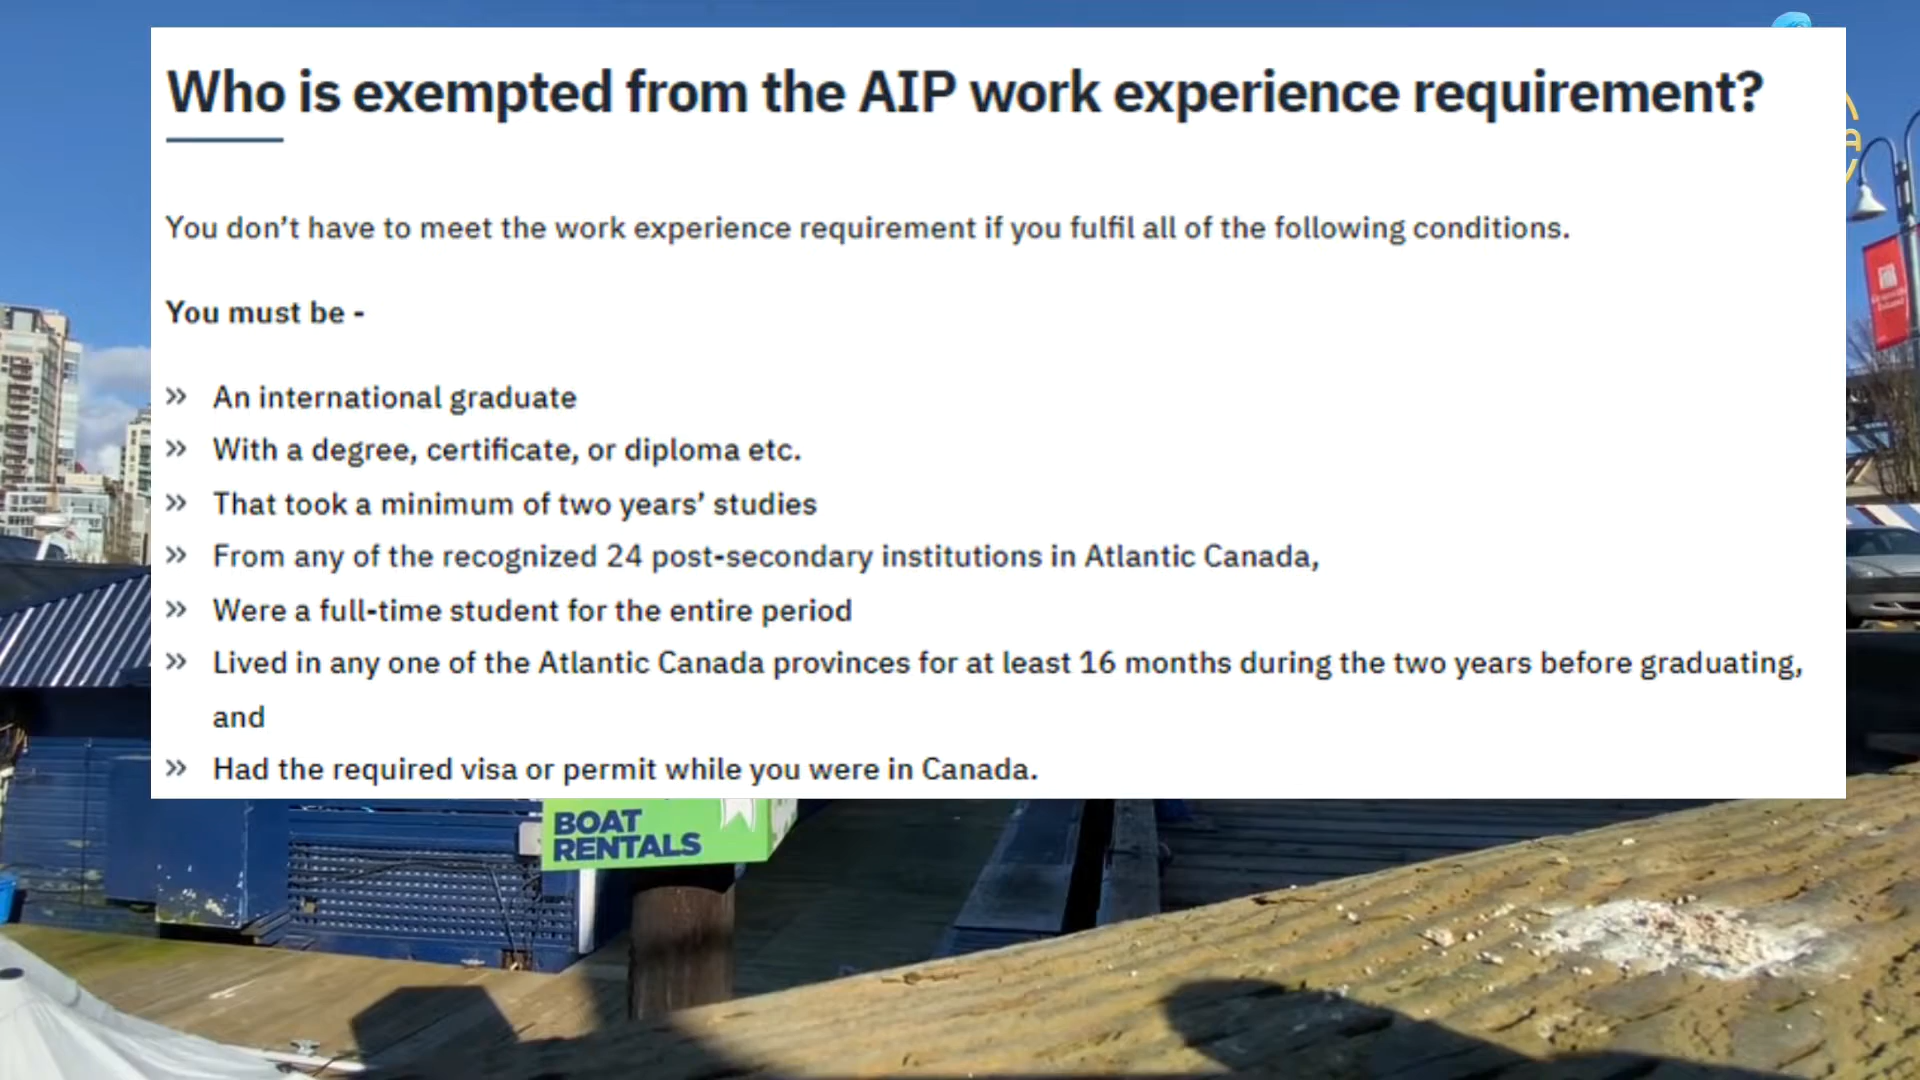 Who is exempted from the AIP work experience requirement?
You don’t have to meet the work experience requirement if you fulfil all of the following conditions.
You must be -
» An international graduate
» With a degree, certificate, or diploma etc.
» That took a minimum of two years’ studies
» From any of the recognized 24 post-secondary institutions in Atlantic Canada,
» Were a full-time student for the entire period
» Lived in any one of the Atlantic Canada provinces for at least 16 months during the two years before graduating,
and
» Had the required visa or permit while you were in Canada.
BOAT
RENTALS